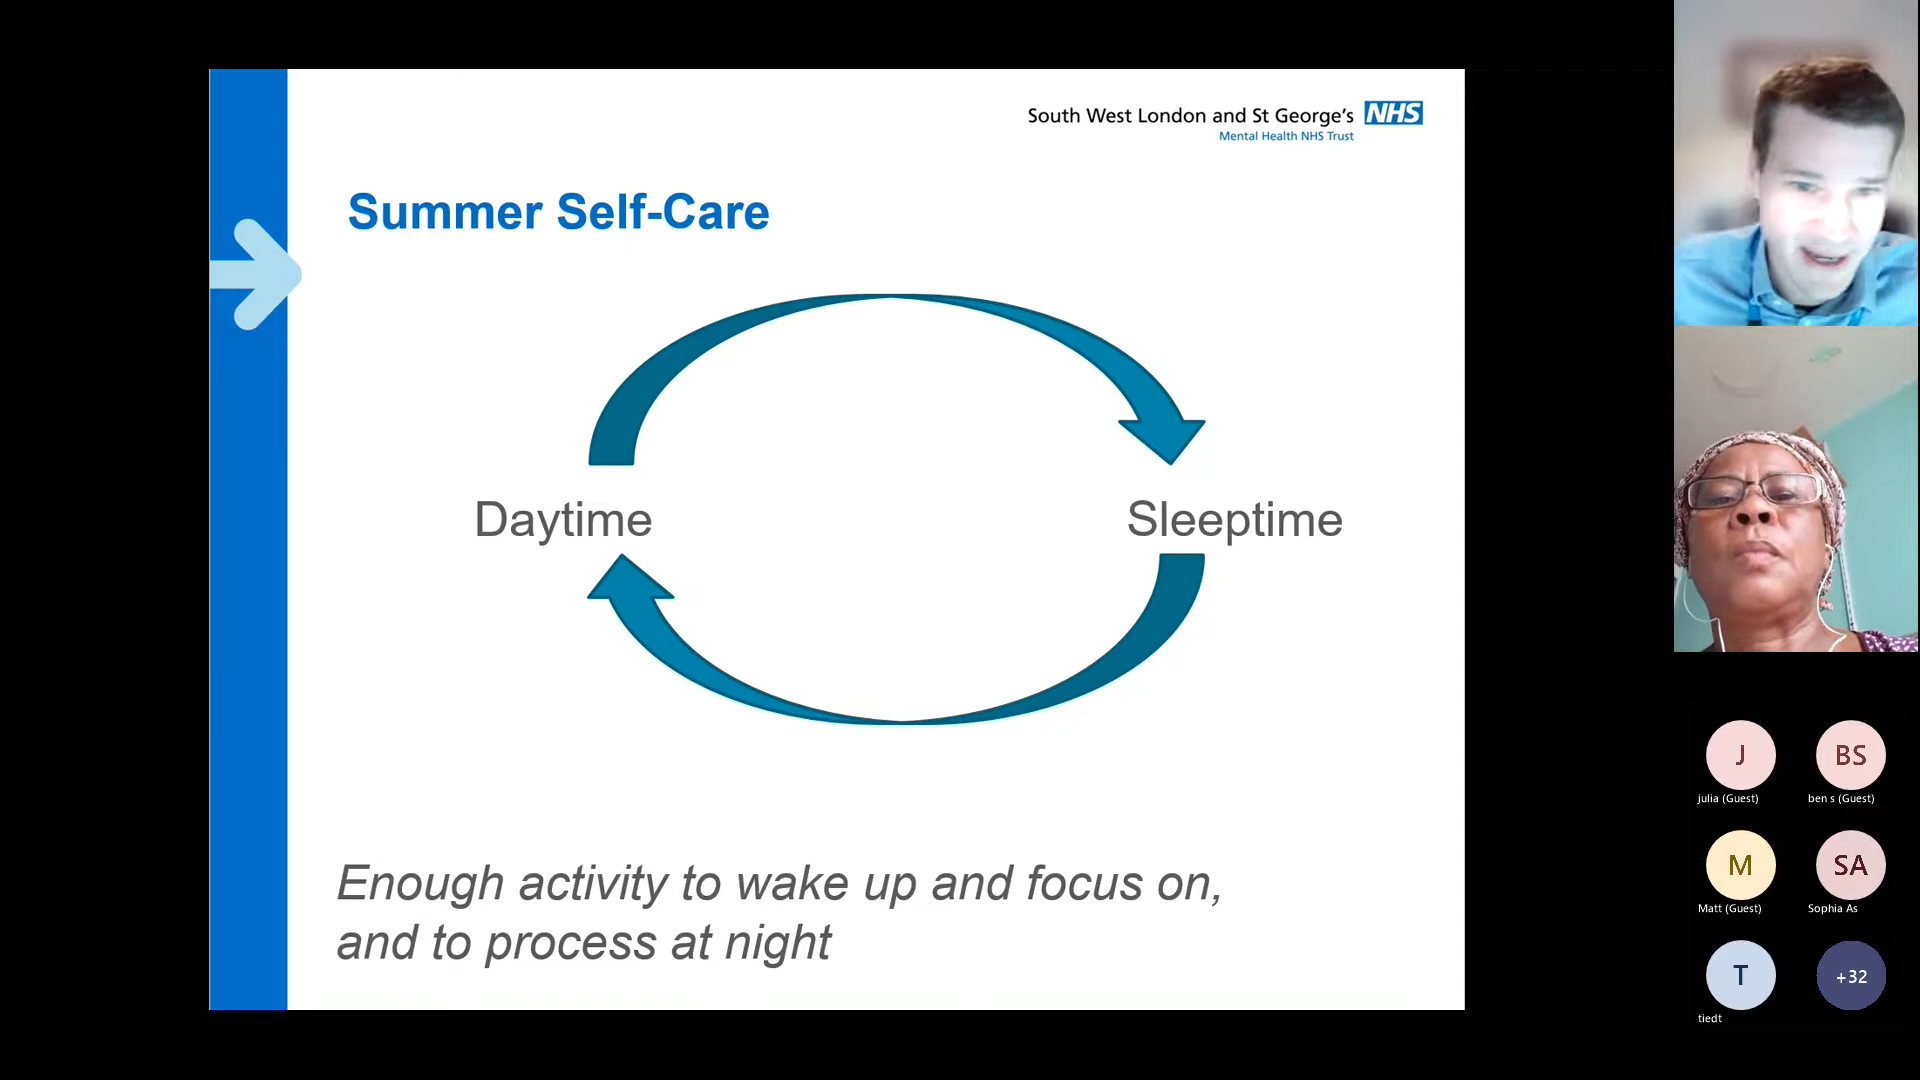 South West London and St George's NHS
Mental Health NHS Trust
Summer Self-Care
Daytime
Sleeptime
Enough activity to wake up and focus on,
and to process at night
J
BS
julia (Guest)
ben s (Guest)
M
SA
Matt (Guest)
Sophia As
T
+32
tiedt